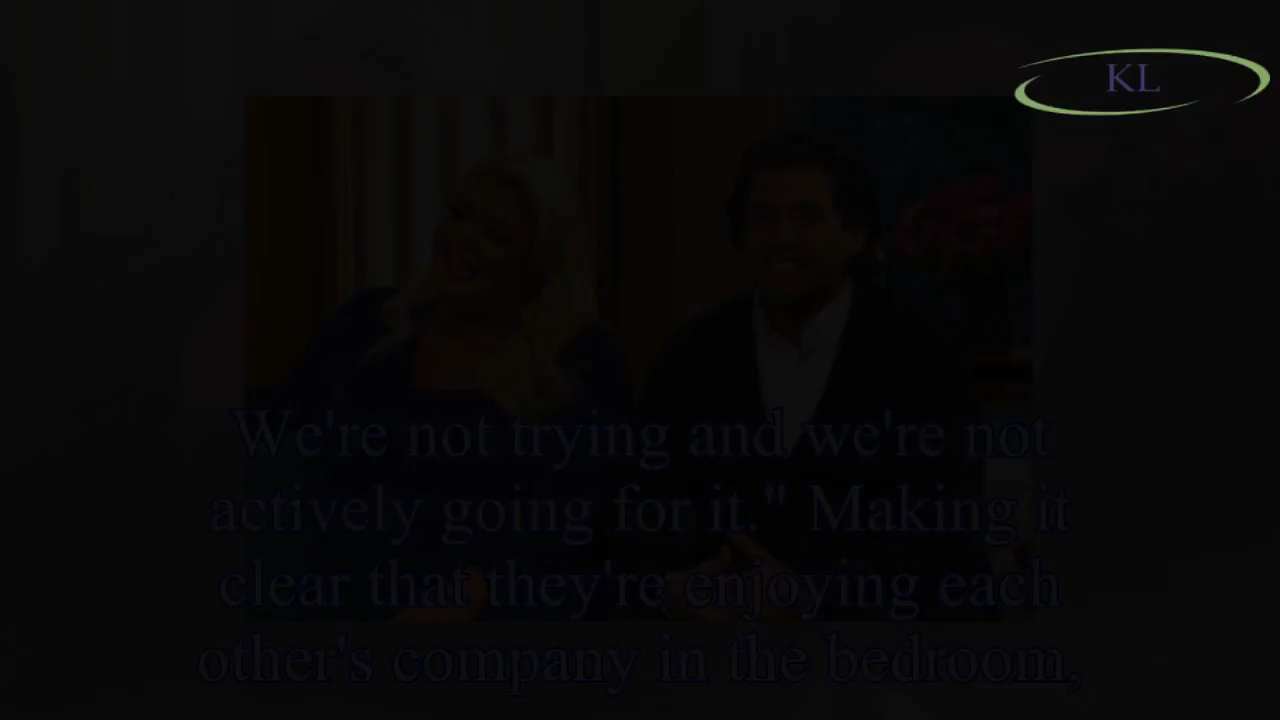 KL
We're not trying and we're not
actively going for it." Making it
clear that they're enjoying each
other's company in the bedroom,